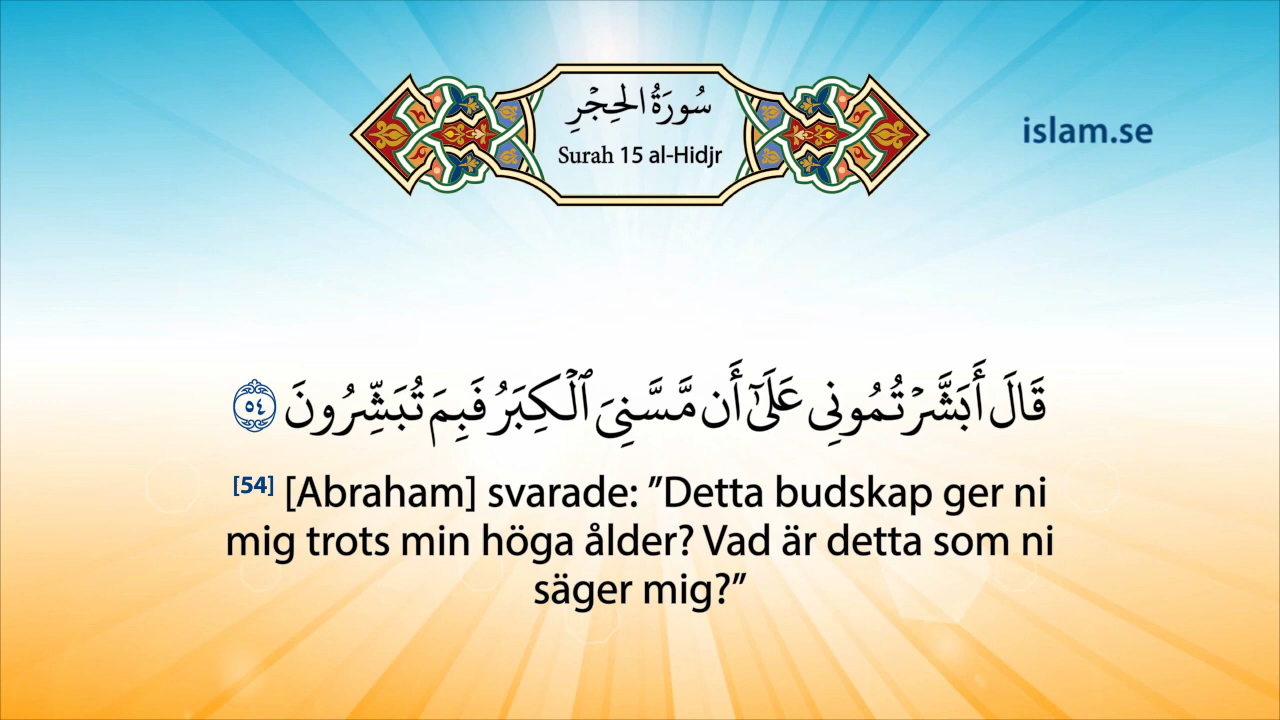 سُورَةُ الحِجْرِ
Surah 15 al-Hidjr
islam.se
قَالَ أَبَشَّرْتُمُونِى عَلَىٰٓ أَن مَّسَّنِىَ ٱلْكِبَرُ فَبِمَ تُبَشِّرُونَ ٥٤
[54] [Abraham] svarade: ”Detta budskap ger ni
mig trots min höga ålder? Vad är detta som ni
säger mig?”